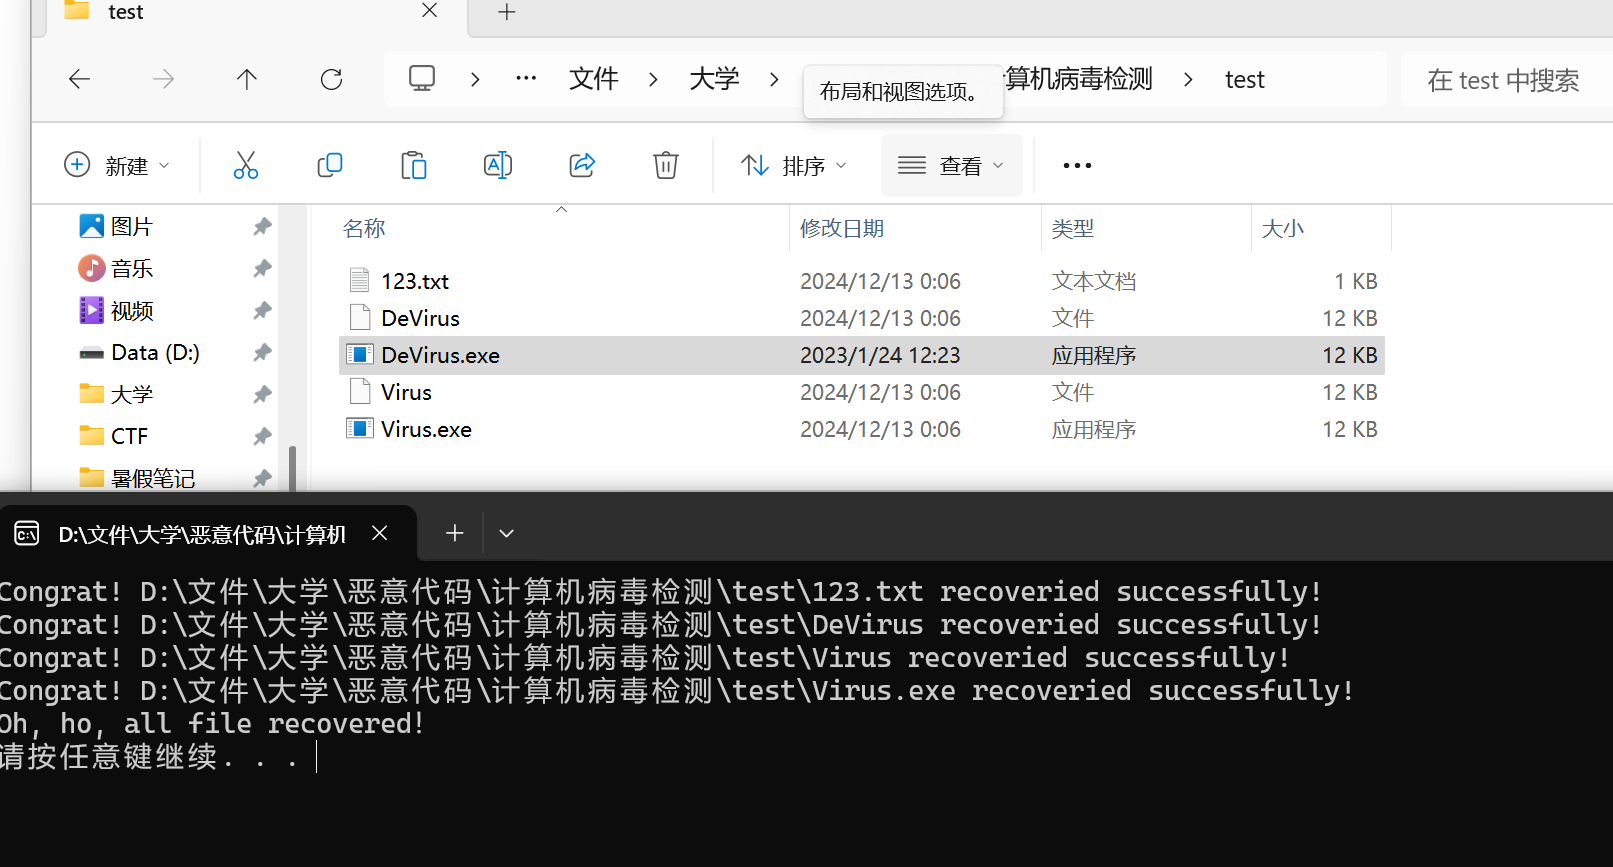 test
文件 大学 算机病毒检测 test 在 test 中搜索
布局和视图选项。
新建 排序 查看
名称 修改日期 类型 大小
图片
音乐
视频
Data (D:)
大学
CTF
暑假笔记
123.txt 2024/12/13 0:06 文本文档 1 KB
DeVirus 2024/12/13 0:06 文件 12 KB
DeVirus.exe 2023/1/24 12:23 应用程序 12 KB
Virus 2024/12/13 0:06 文件 12 KB
Virus.exe 2024/12/13 0:06 应用程序 12 KB
D:\文件\大学\恶意代码\计算机
Congrat! D:\文件\大学\恶意代码\计算机病毒检测\test\123.txt recoveried successfully!
Congrat! D:\文件\大学\恶意代码\计算机病毒检测\test\DeVirus recoveried successfully!
Congrat! D:\文件\大学\恶意代码\计算机病毒检测\test\Virus recoveried successfully!
Congrat! D:\文件\大学\恶意代码\计算机病毒检测\test\Virus.exe recoveried successfully!
Oh, ho, all file recovered!
请按任意键继续. . .